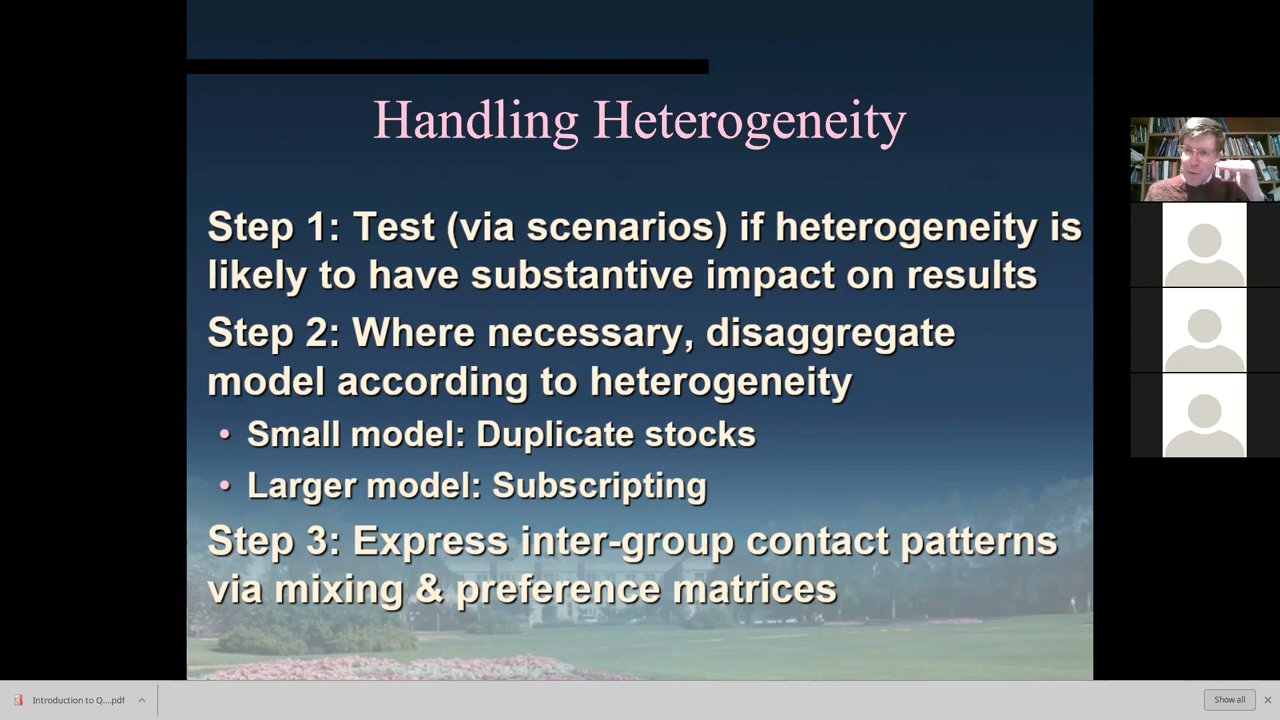 Handling Heterogeneity
Step 1: Test (via scenarios) if heterogeneity is
likely to have substantive impact on results
Step 2: Where necessary, disaggregate
model according to heterogeneity
• Small model: Duplicate stocks
• Larger model: Subscripting
Step 3: Express inter-group contact patterns
via mixing & preference matrices
Introduction to Q....pdf
Show all